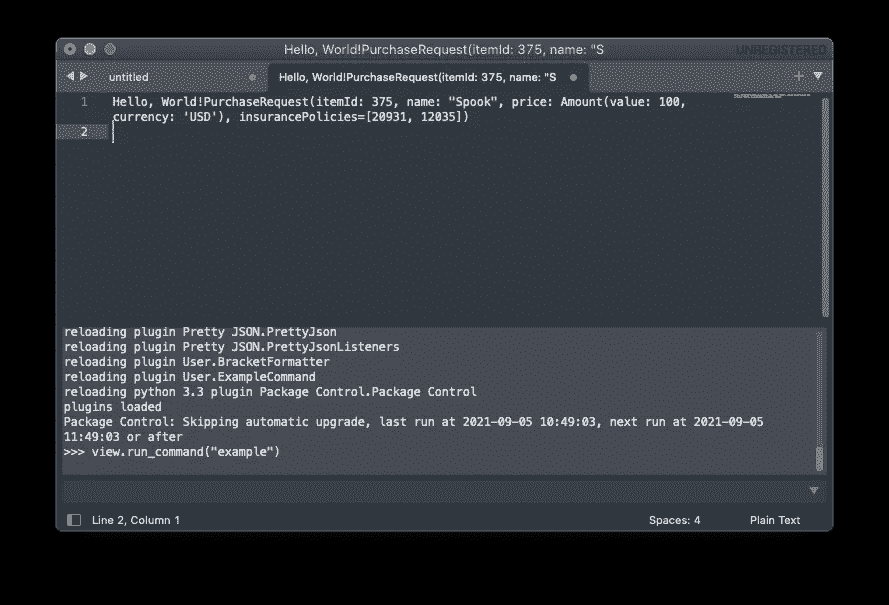 Hello, World!PurchaseRequest(itemId: 375, name: "S
UNREGISTERED
untitled
Hello, World!PurchaseRequest(itemId: 375, name: "S
1 Hello, World!PurchaseRequest(itemId: 375, name: "Spook", price: Amount(value: 100,
currency: 'USD'), insurancePolicies=[20931, 12035])
2
reloading plugin Pretty JSON.PrettyJson
reloading plugin Pretty JSON.PrettyJsonListeners
reloading plugin User.BracketFormatter
reloading plugin User.ExampleCommand
reloading python 3.3 plugin Package Control.Package Control
plugins loaded
Package Control: Skipping automatic upgrade, last run at 2021-09-05 10:49:03, next run at 2021-09-05
11:49:03 or after
>>> view.run_command("example")
Line 2, Column 1
Spaces: 4
Plain Text